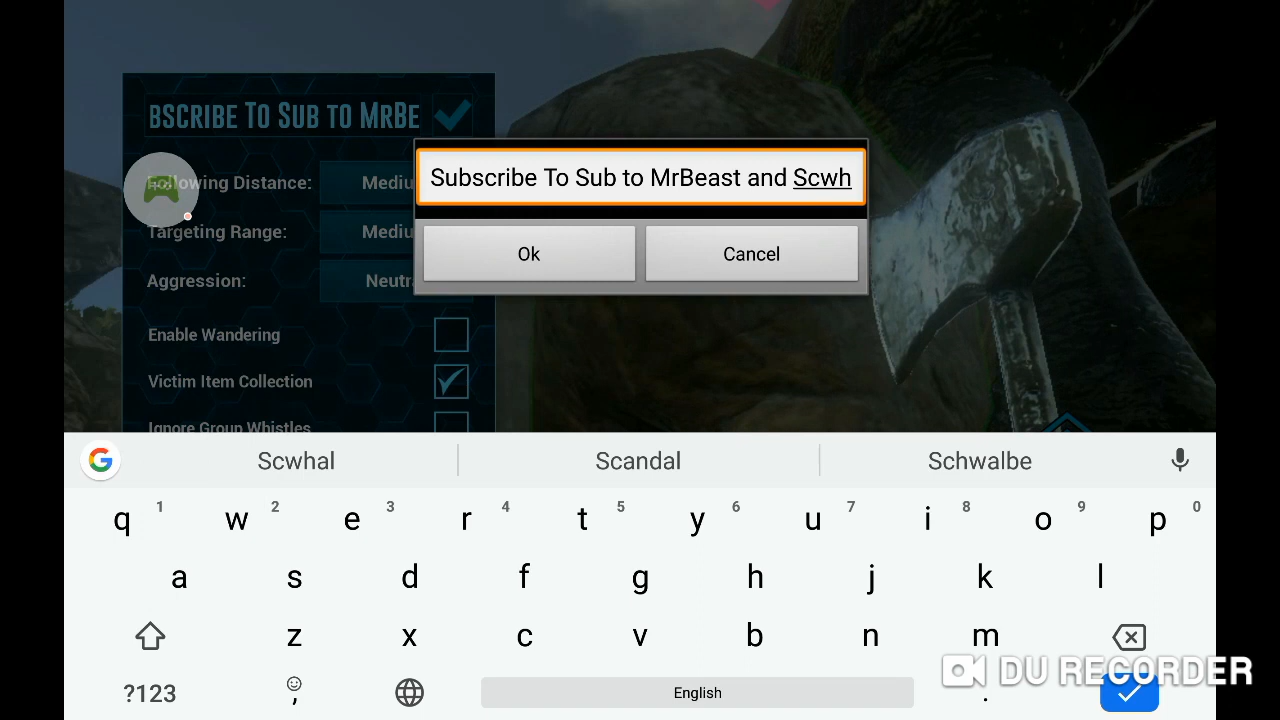 BSCRIBE TO SUB TO MRBE
Following Distance: Mediu
Targeting Range: Mediu
Aggression: Neutr
Enable Wandering
Victim Item Collection
Ignore Group Whistles
Subscribe To Sub to MrBeast and Scwh
Ok Cancel
Scwhal Scandal Schwalbe
q 1 w 2 e 3 r 4 t 5 y 6 u 7 i 8 o 9 p 0
a s d f g h j k l
z x c v b n m
DU RECORDER
?123 , English .